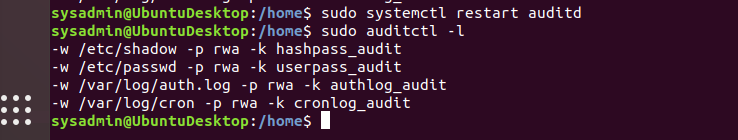 sysadmin@UbuntuDesktop:/home$ sudo systemctl restart auditd
sysadmin@UbuntuDesktop:/home$ sudo auditctl -l
-w /etc/shadow -p rwa -k hashpass_audit
-w /etc/passwd -p rwa -k userpass_audit
-w /var/log/auth.log -p rwa -k authlog_audit
-w /var/log/cron -p rwa -k cronlog_audit
sysadmin@UbuntuDesktop:/home$